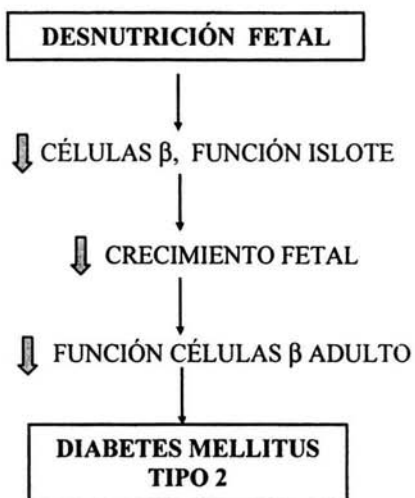 DESNUTRICIÓN FETAL
CÉLULAS β, FUNCIÓN ISLOTE
CRECIMIENTO FETAL
FUNCIÓN CÉLULAS β ADULTO
DIABETES MELLITUS
TIPO 2